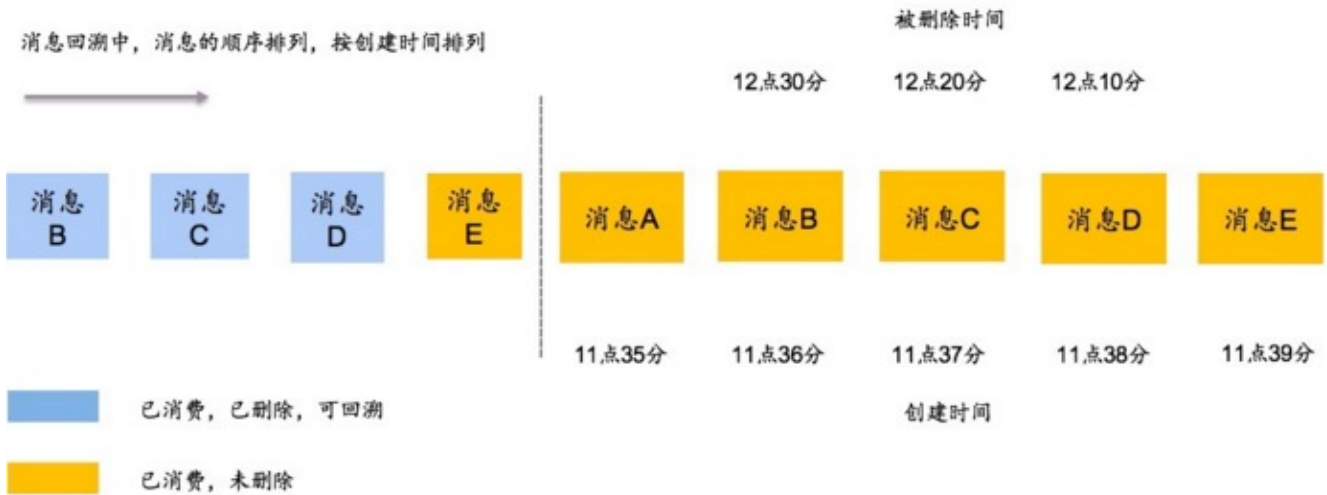 被删除时间
消息回溯中，消息的顺序排列，按创建时间排列
12点30分 12点20分 12点10分
消息
B
消息
C
消息
D
消息
E
消息A 消息B 消息C 消息D 消息E
11点35分 11点36分 11点37分 11点38分 11点39分
已消费，已删除，可回溯
创建时间
已消费，未删除